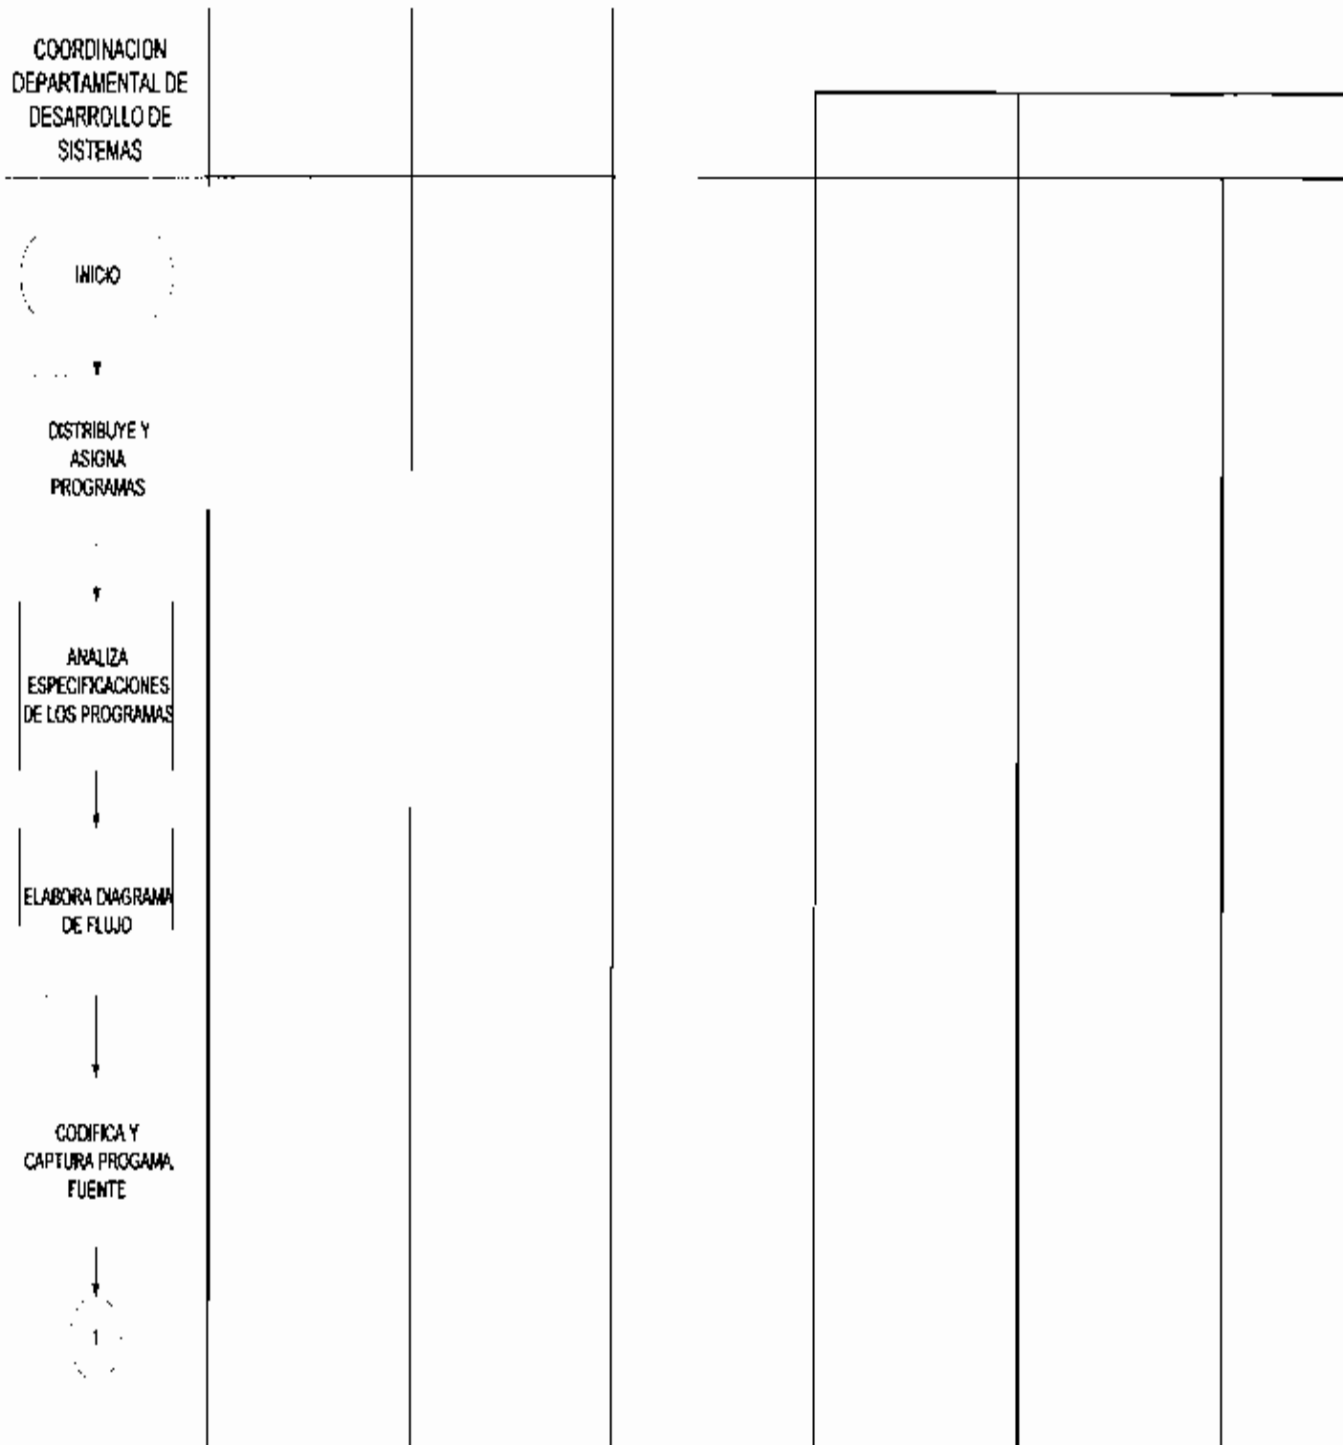 COORDINACION
DEPARTAMENTAL DE
DESARROLLO DE
SISTEMAS
INICIO
DISTRIBUYE Y
ASIGNA
PROGRAMAS
ANALIZA
ESPECIFICACIONES
DE LOS PROGRAMAS
ELABORA DIAGRAMA
DE FLUJO
CODIFICA Y
CAPTURA PROGAMA
FUENTE
1